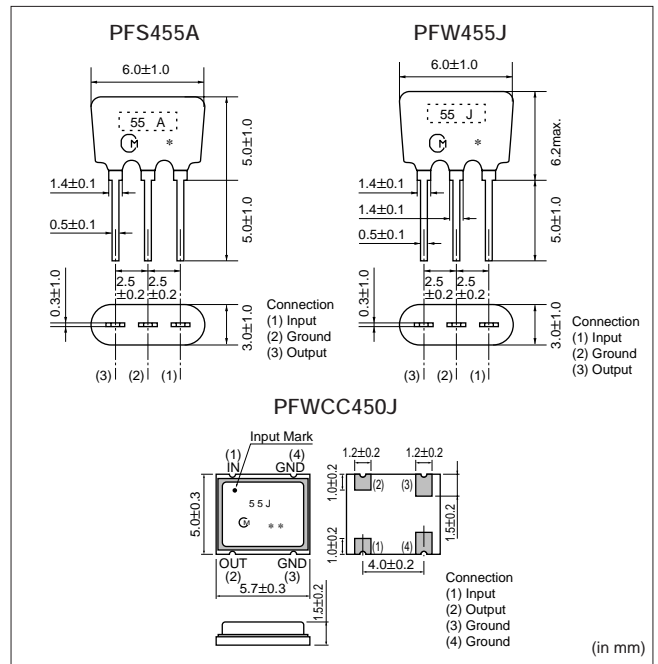 PFS455A
6.0±1.0
55 A
M *
5.0±1.0
1.4±0.1
0.5±0.1
5.0±1.0
2.5 2.5
±0.2 ±0.2
0.3±1.0
3.0±1.0
Connection
(1) Input
(2) Ground
(3) Output
(3) (2) (1)
PFW455J
6.0±1.0
55 J
M *
6.2max.
1.4±0.1
1.4±0.1
0.5±0.1
5.0±1.0
2.5 2.5
±0.2 ±0.2
0.3±1.0
3.0±1.0
Connection
(1) Input
(2) Ground
(3) Output
(3) (2) (1)
PFWCC450J
Input Mark
(1) (4)
IN GND
5 5 J
M * *
5.0±0.3
OUT GND
(2) (3)
5.7±0.3
1.5±0.2
1.2±0.2 1.2±0.2
1.0±0.2
(2) (3)
1.5±0.2
1.0±0.2
(1) (4)
4.0±0.2
Connection
(1) Input
(2) Output
(3) Ground
(4) Ground
(in mm)